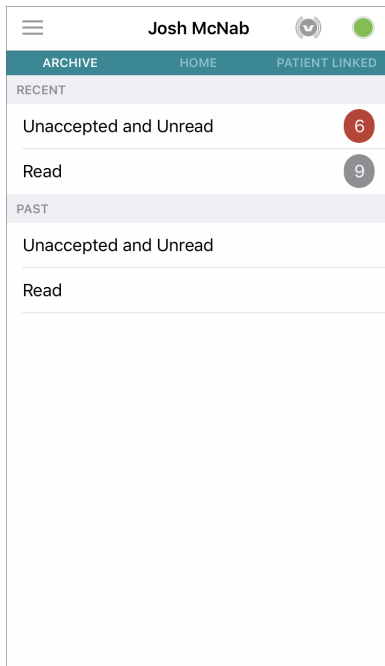 Josh McNab
ARCHIVE HOME PATIENT LINKED
RECENT
Unaccepted and Unread 6
Read 9
PAST
Unaccepted and Unread
Read